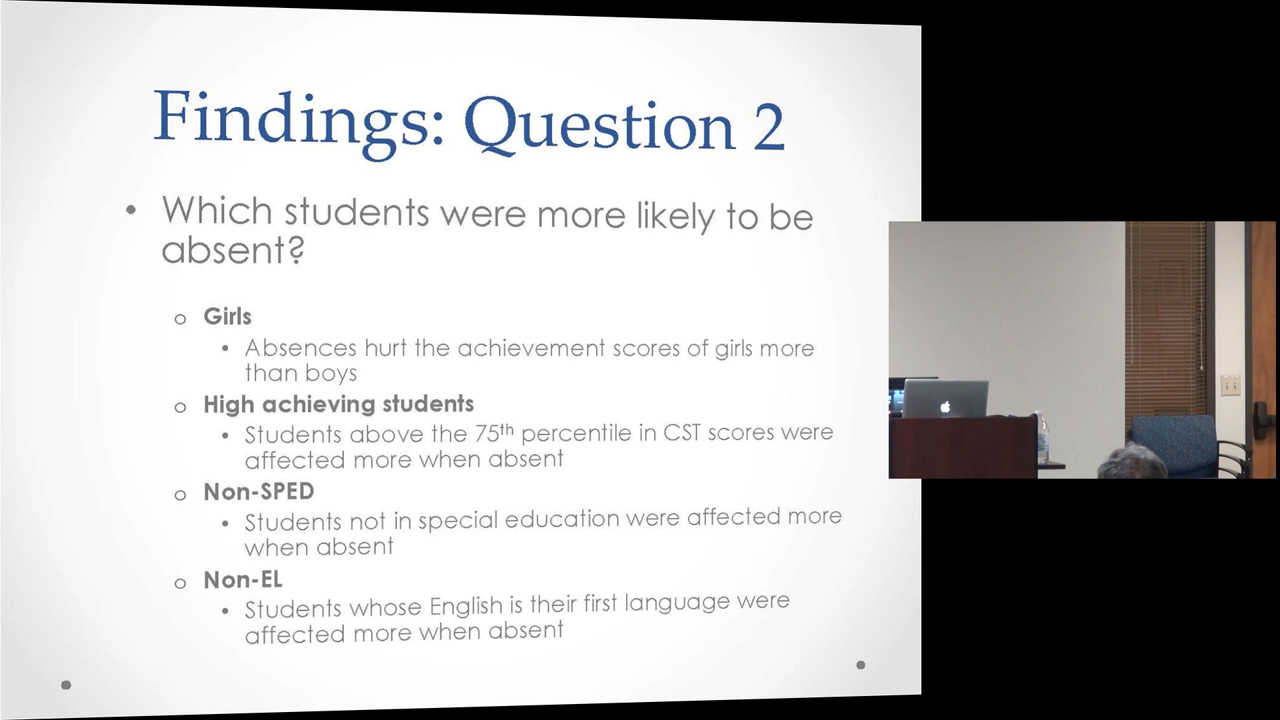 Findings: Question 2
• Which students were more likely to be
absent?
o Girls
• Absences hurt the achievement scores of girls more
than boys
o High achieving students
• Students above the 75th percentile in CST scores were
affected more when absent
o Non-SPED
• Students not in special education were affected more
when absent
o Non-EL
• Students whose English is their first language were
affected more when absent